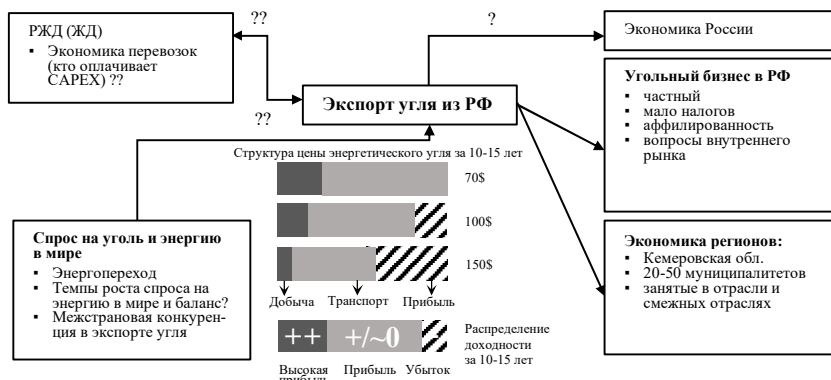 ??
?
РЖД (ЖД)
▪ Экономика перевозок
(кто оплачивает
CAPEX) ??
Экономика России
Угольный бизнес в РФ
▪ частный
▪ мало налогов
▪ аффилированность
▪ вопросы внутреннего
рынка
Экспорт угля из РФ
??
Структура цены энергетического угля за 10-15 лет
70$
100$
150$
Добыча
Транспорт
Прибыль
Спрос на уголь и энергию
в мире
▪ Энергопереход
▪ Темпы роста спроса на
энергию в мире и баланс?
▪ Межстрановая конкурен-
ция в экспорте угля
Экономика регионов:
▪ Кемеровская обл.
▪ 20-50 муниципалитетов
▪ занятые в отрасли и
смежных отраслях
++
+/~0
-
Распределение
доходности
за 10-15 лет
Высокая
прибыль
Прибыль
Убыток